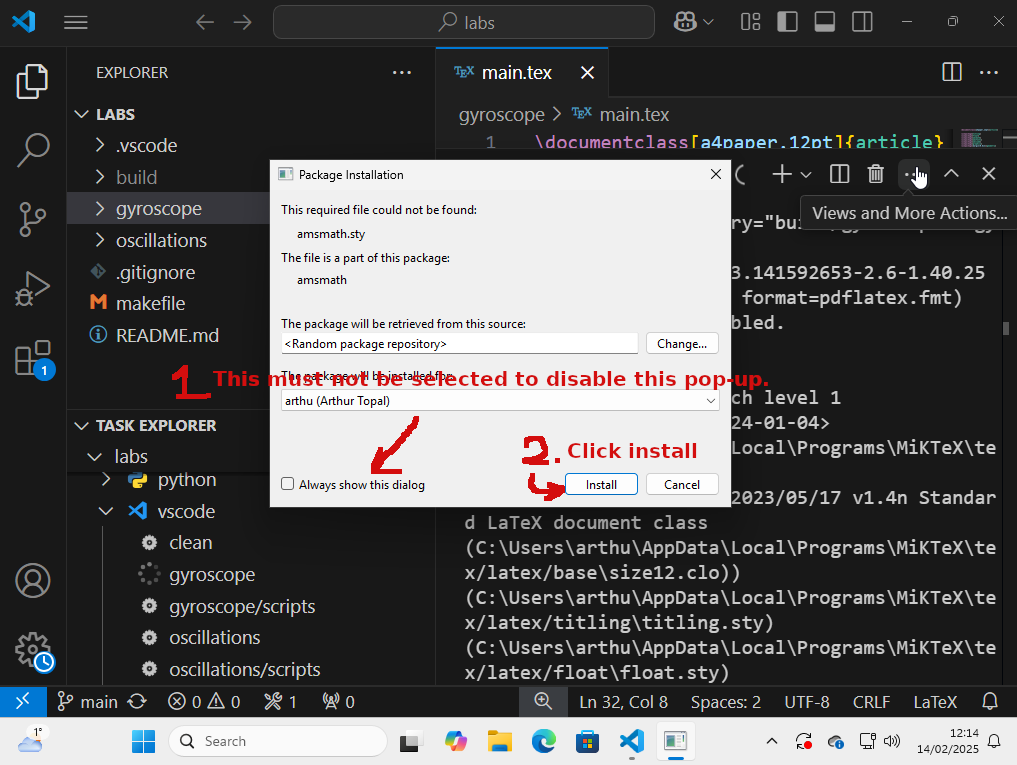 labs
EXPLORER
LABS
.vscode
build
gyroscope
oscillations
.gitignore
makefile
README.md
TASK EXPLORER
labs
python
vscode
clean
gyroscope
gyroscope/scripts
oscillations
oscillations/scripts
1
TEX main.tex
gyroscope > TEX main.tex
1 \documentclass[a4paper,12pt]{article}
Views and More Actions...
3.141592653-2.6-1.40.25
format=pdflatex.fmt)
bled.
ch level 1
24-01-04>
Local\Programs\MiKTeX\te
2023/05/17 v1.4n Standar
d LaTeX document class
(C:\Users\arthu\AppData\Local\Programs\MiKTeX\te
x/latex/base\size12.clo))
(C:\Users\arthu\AppData\Local\Programs\MiKTeX\te
x/latex/titling\titling.sty)
(C:\Users\arthu\AppData\Local\Programs\MiKTeX\te
x/latex/float\float.sty)
Package Installation
This required file could not be found:
amsmath.sty
The file is a part of this package:
amsmath
The package will be retrieved from this source:
<Random package repository>
Change...
The package will be installed for:
1 This must not be selected to disable this pop-up.
arthu (Arthur Topal)
2. Click install
Always show this dialog
Install
Cancel
main 0 0 1 0
Ln 32, Col 8 Spaces: 2 UTF-8 CRLF LaTeX
1°
Search
12:14
14/02/2025